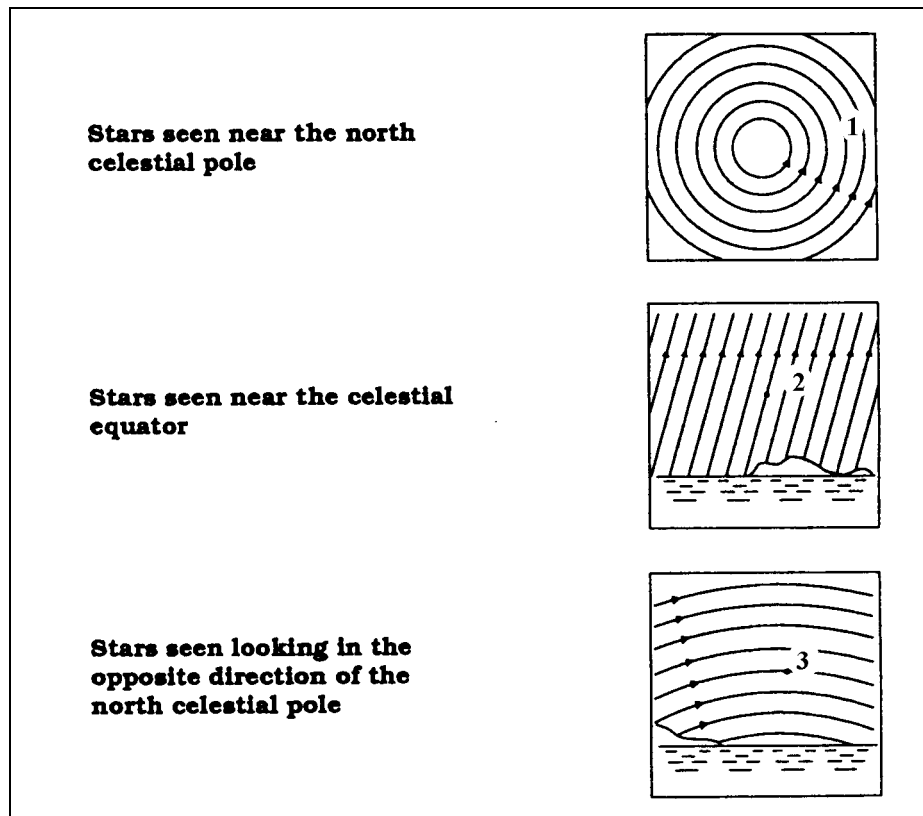 Stars seen near the north
celestial pole
1
Stars seen near the celestial
equator
2
Stars seen looking in the
opposite direction of the
north celestial pole
3